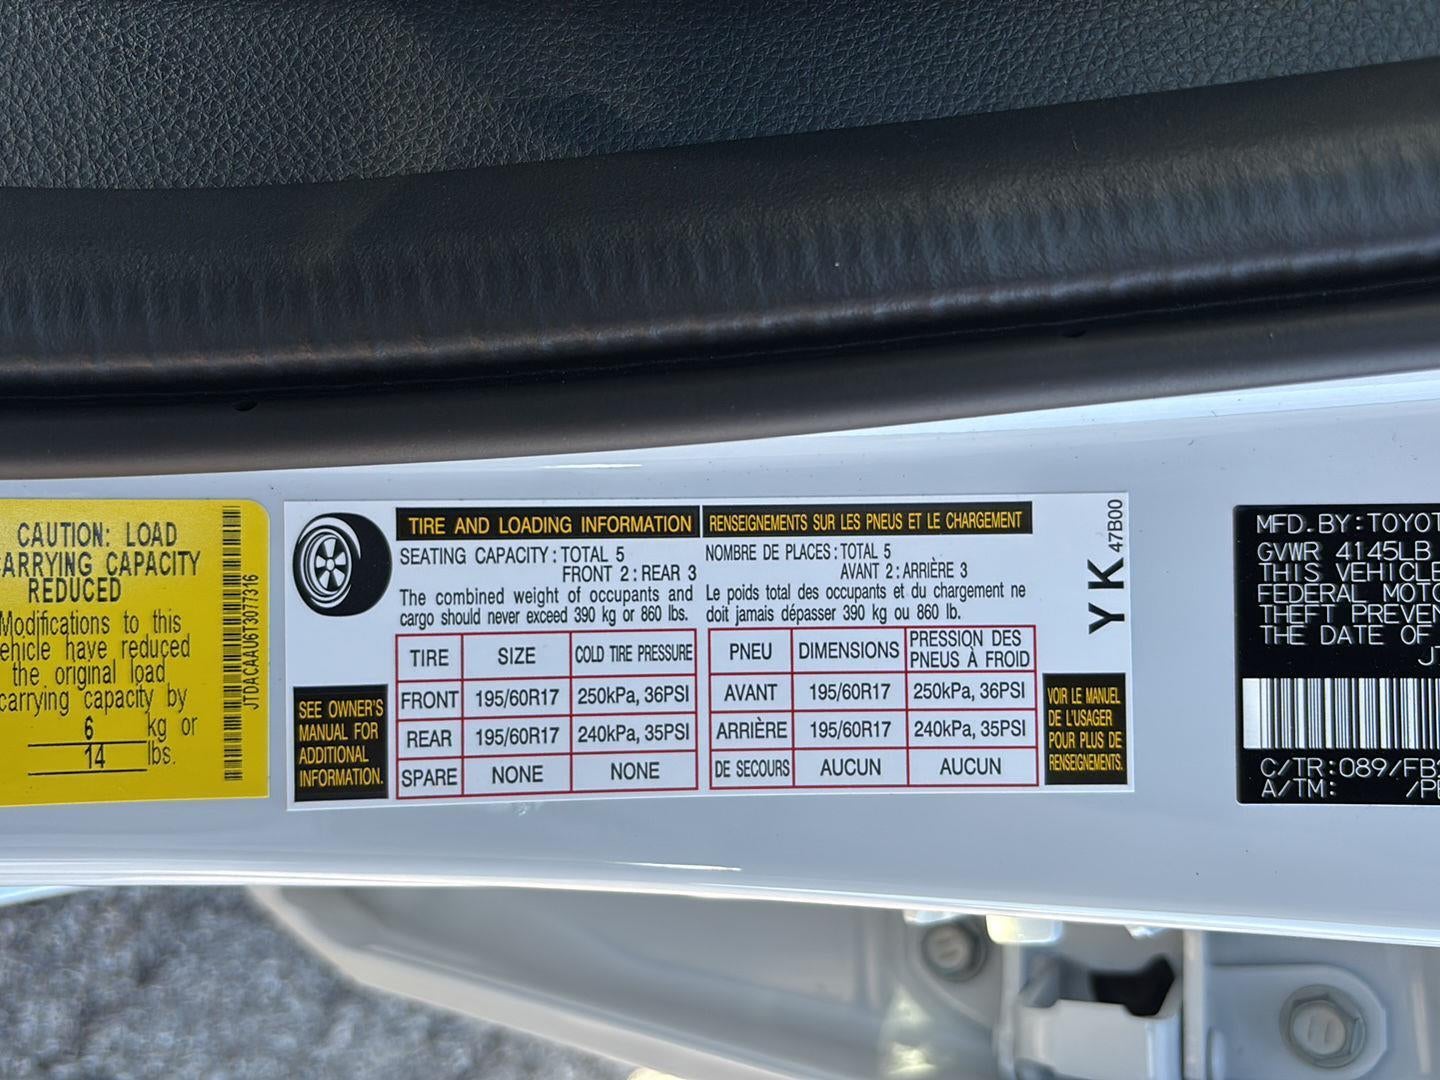 CAUTION: LOAD
CARRYING CAPACITY
REDUCED
Modifications to this
vehicle have reduced
the original load
carrying capacity by
6 kg or
14 lbs.
JTDACAAU6T3077316
TIRE AND LOADING INFORMATION
SEATING CAPACITY : TOTAL 5
FRONT 2 : REAR 3
The combined weight of occupants and
cargo should never exceed 390 kg or 860 lbs.
TIRE SIZE COLD TIRE PRESSURE
FRONT 195/60R17 250kPa, 36PSI
REAR 195/60R17 240kPa, 35PSI
SPARE NONE NONE
SEE OWNER'S
MANUAL FOR
ADDITIONAL
INFORMATION.
RENSEIGNEMENTS SUR LES PNEUS ET LE CHARGEMENT
NOMBRE DE PLACES : TOTAL 5
AVANT 2 : ARRIÈRE 3
Le poids total des occupants et du chargement ne
doit jamais dépasser 390 kg ou 860 lb.
PNEU DIMENSIONS PRESSION DES
PNEUS À FROID
AVANT 195/60R17 250kPa, 36PSI
ARRIÈRE 195/60R17 240kPa, 35PSI
DE SECOURS AUCUN AUCUN
VOIR LE MANUEL
DE L'USAGER
POUR PLUS DE
RENSEIGNEMENTS.
YK 47B00
MFD. BY: TOYOT
GVWR 4145LB
THIS VEHICLE
FEDERAL MOTO
THEFT PREVEN
THE DATE OF
JT
C/TR: 089/FB2
A/TM: /PE